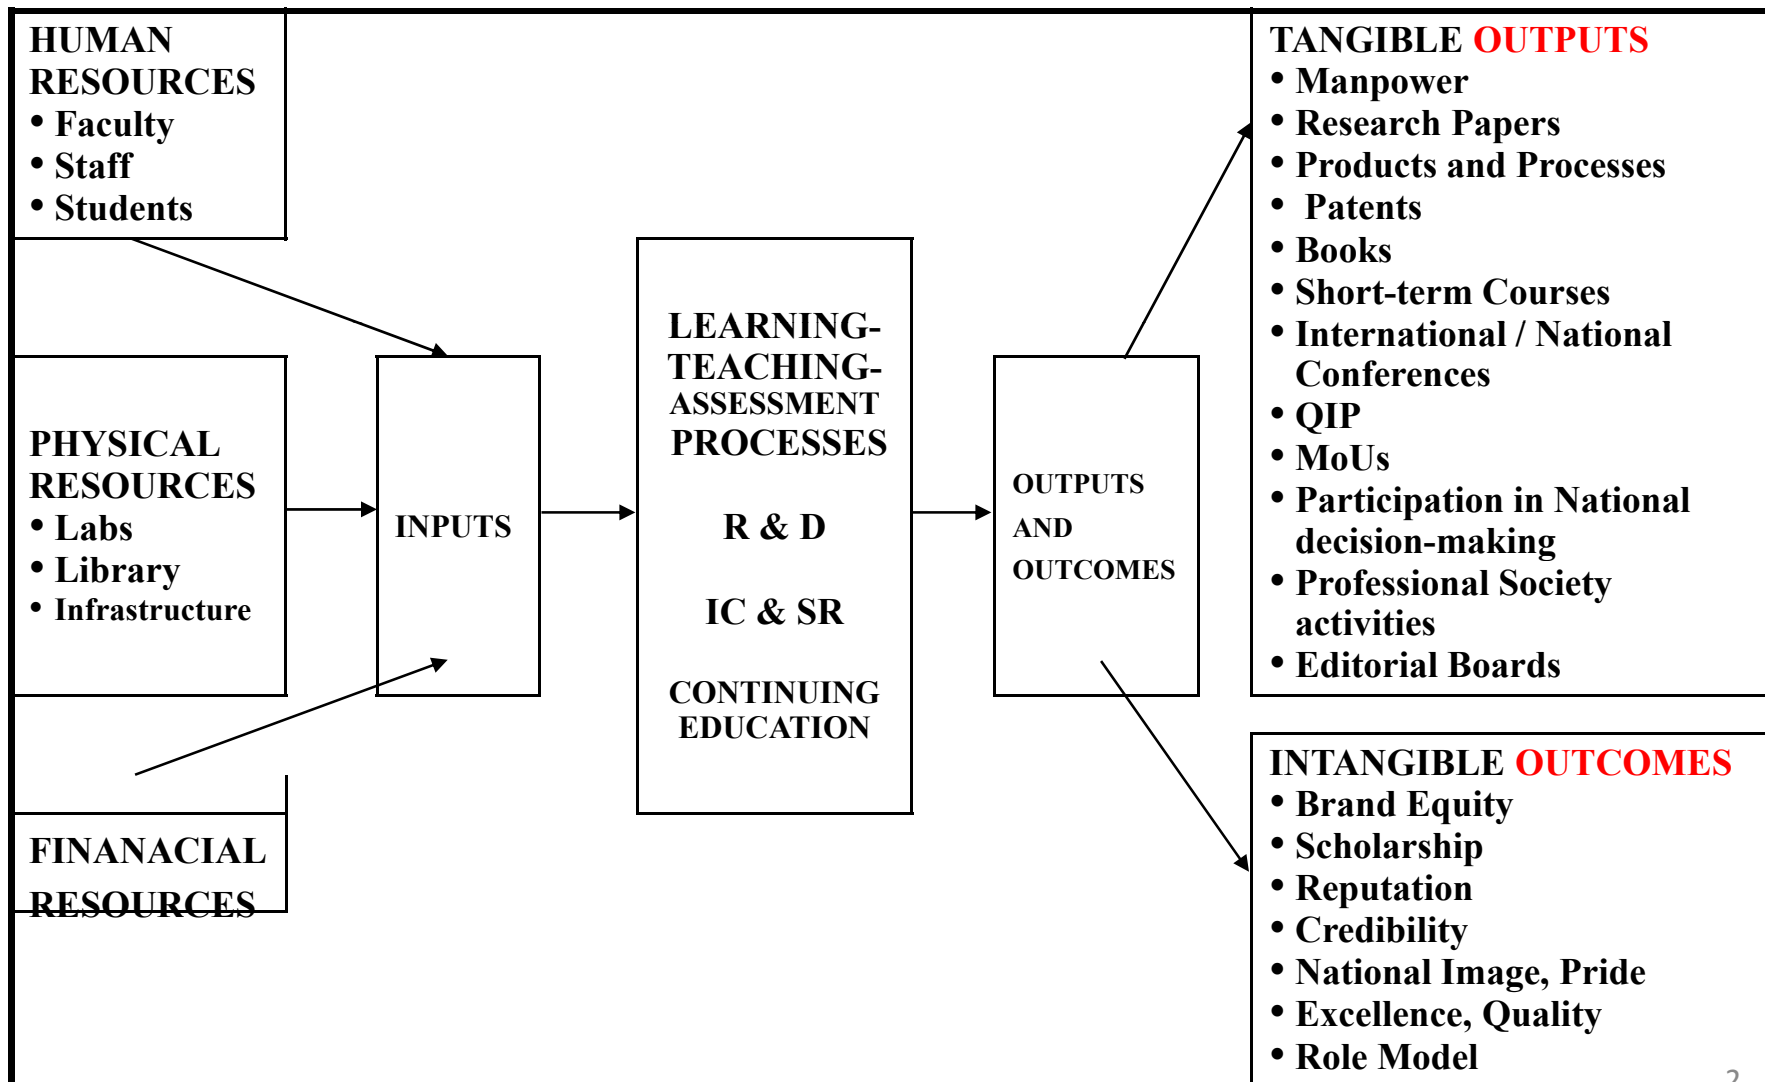 HUMAN
RESOURCES
• Faculty
• Staff
• Students
PHYSICAL
RESOURCES
• Labs
• Library
• Infrastructure
FINANACIAL
RESOURCES
INPUTS
LEARNING-
TEACHING-
ASSESSMENT
PROCESSES
R & D
IC & SR
CONTINUING
EDUCATION
OUTPUTS
AND
OUTCOMES
TANGIBLE OUTPUTS
• Manpower
• Research Papers
• Products and Processes
• Patents
• Books
• Short-term Courses
• International / National
Conferences
• QIP
• MoUs
• Participation in National
decision-making
• Professional Society
activities
• Editorial Boards
INTANGIBLE OUTCOMES
• Brand Equity
• Scholarship
• Reputation
• Credibility
• National Image, Pride
• Excellence, Quality
• Role Model
2